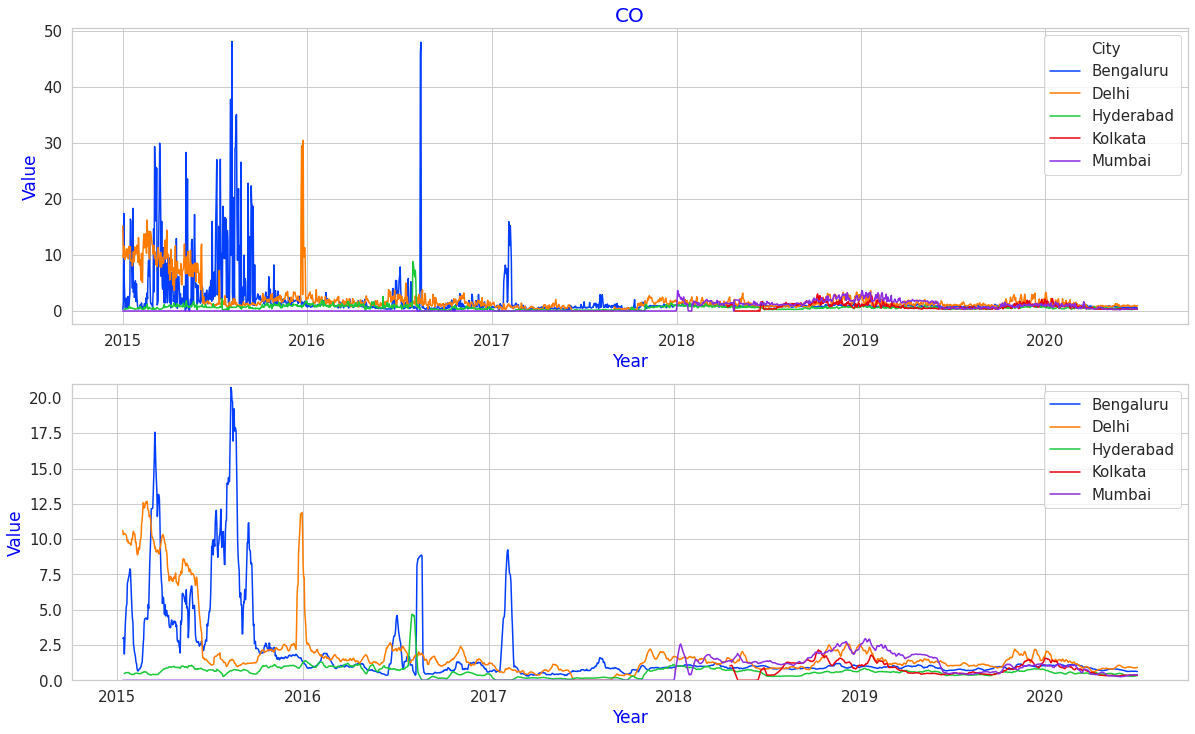 CO
Value
50
40
30
20
10
0
City
Bengaluru
Delhi
Hyderabad
Kolkata
Mumbai
2015 2016 2017 2018 2019 2020
Year
Value
20.0
17.5
15.0
12.5
10.0
7.5
5.0
2.5
0.0
Bengaluru
Delhi
Hyderabad
Kolkata
Mumbai
2015 2016 2017 2018 2019 2020
Year